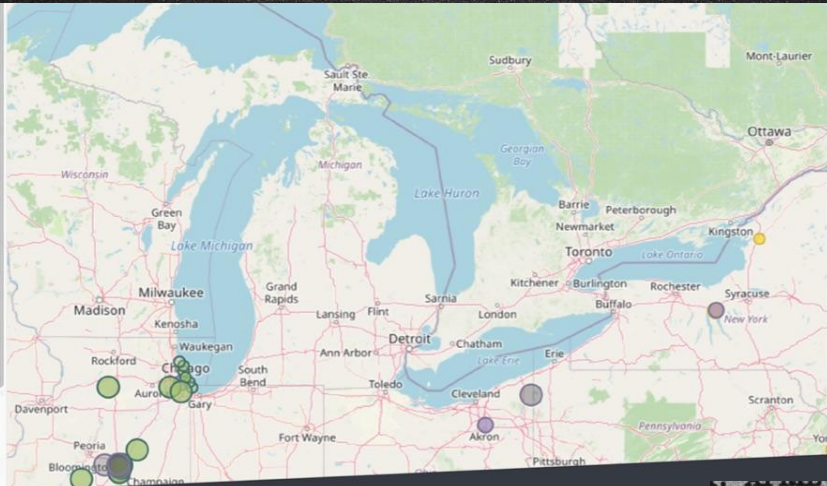 Sault Ste.
Marie
Sudbury
Mont-Laurier
Ottawa
Georgian
Bay
Michigan
Wisconsin
Lake Huron
Green
Bay
Barrie
Peterborough
Newmarket
Kingston
Lake Michigan
Toronto
Lake Ontario
Kitchener
Burlington
Rochester
Milwaukee
Grand
Rapids
Sarnia
Buffalo
Syracuse
Madison
Lansing
Flint
London
New York
Kenosha
Waukegan
Ann Arbor
Detroit
Chatham
Erie
Rockford
Chicago
South
Bend
Lake Erie
Toledo
Cleveland
Auro
Gary
Davenport
Scranton
Fort Wayne
Akron
Pennsylvania
Peoria
Bloomingto
Pittsburgh
Champaign